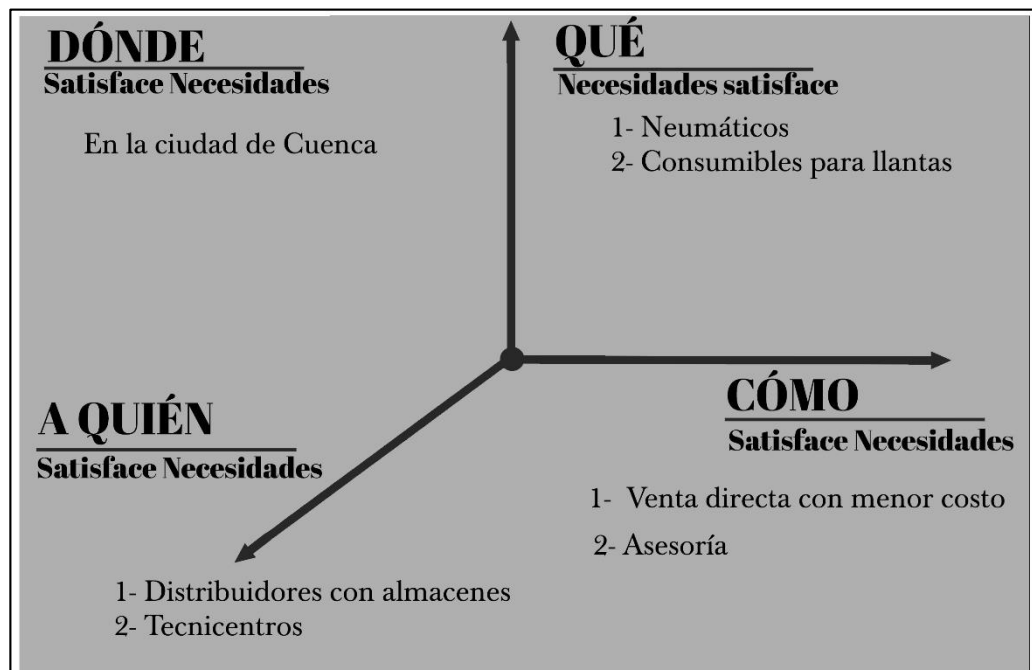 DÓNDE
Satisface Necesidades
En la ciudad de Cuenca
QUÉ
Necesidades satisface
1- Neumáticos
2- Consumibles para llantas
A QUIÉN
Satisface Necesidades
1- Distribuidores con almacenes
2- Tecnicentros
CÓMO
Satisface Necesidades
1- Venta directa con menor costo
2- Asesoría